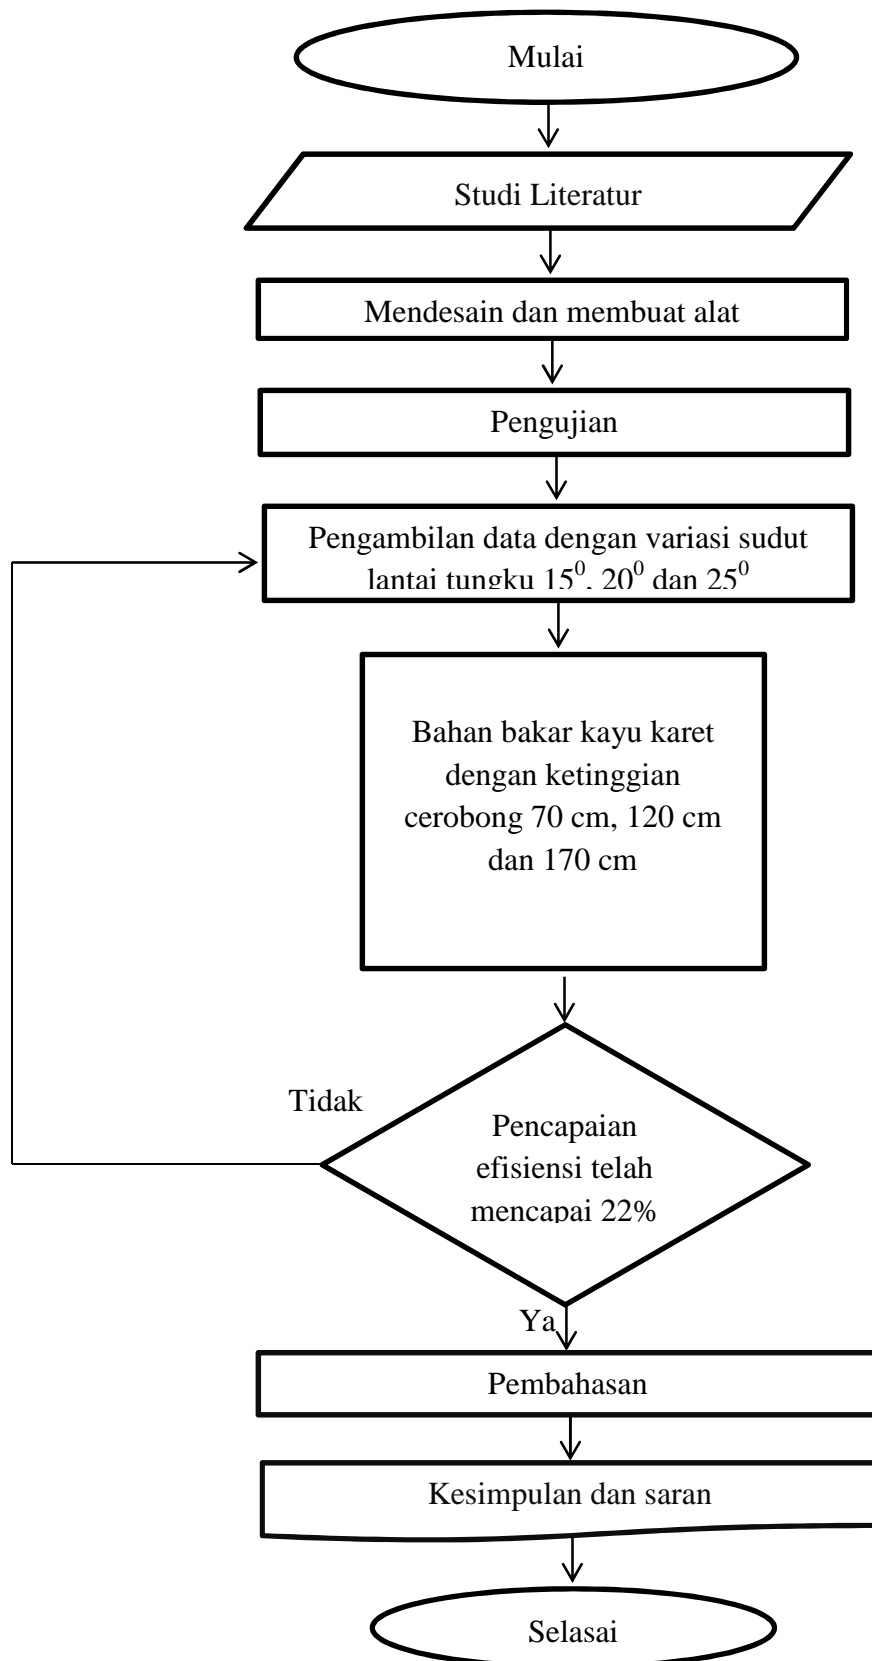 Mulai
Studi Literatur
Mendesain dan membuat alat
Pengujian
Pengambilan data dengan variasi sudut
lantai tungku 15⁰, 20⁰ dan 25⁰
Bahan bakar kayu karet
dengan ketinggian
cerobong 70 cm, 120 cm
dan 170 cm
Tidak
Pencapaian
efisiensi telah
mencapai 22%
Ya
Pembahasan
Kesimpulan dan saran
Selasai